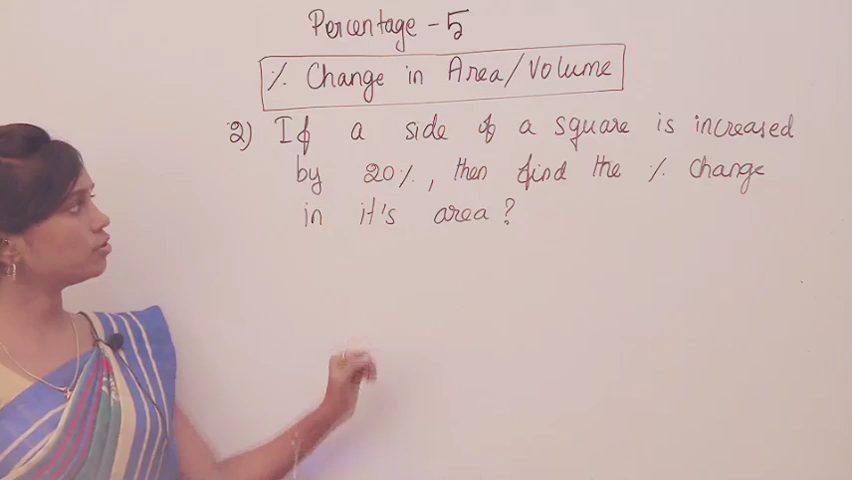 Percentage - 5
% Change in Area/Volume
2) If a side of a square is increased
by 20%, then find the % change
in it's area?